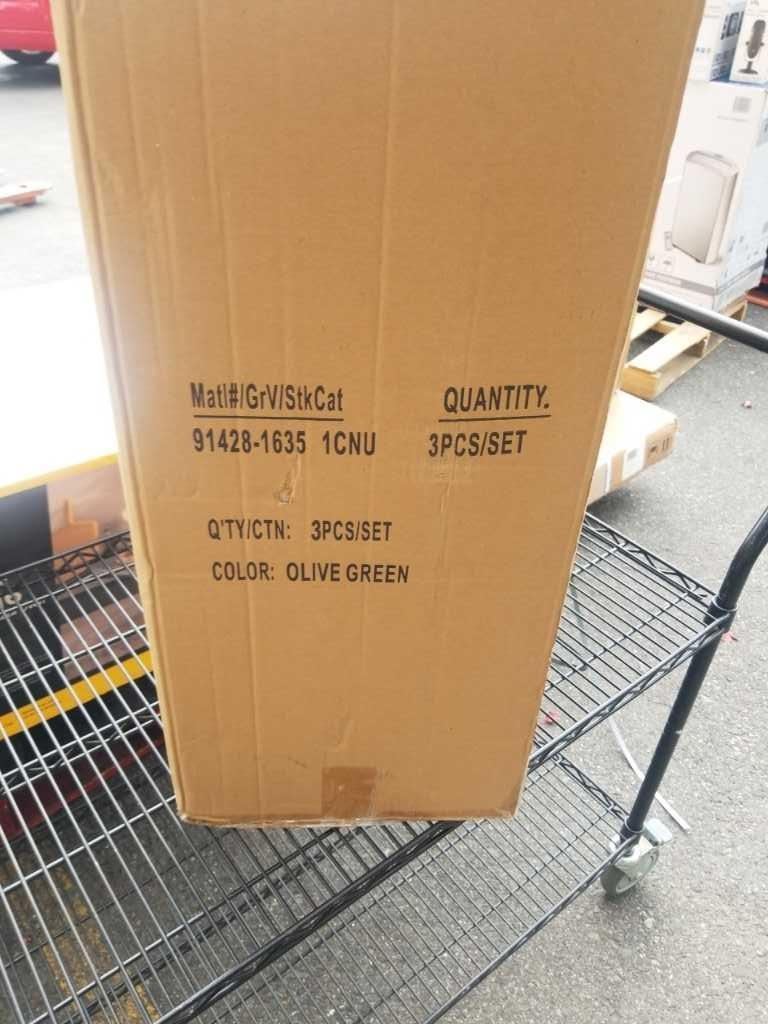 Matl#/GrV/StkCat QUANTITY.
91428-1635 1CNU 3PCS/SET
Q'TY/CTN: 3PCS/SET
COLOR: OLIVE GREEN